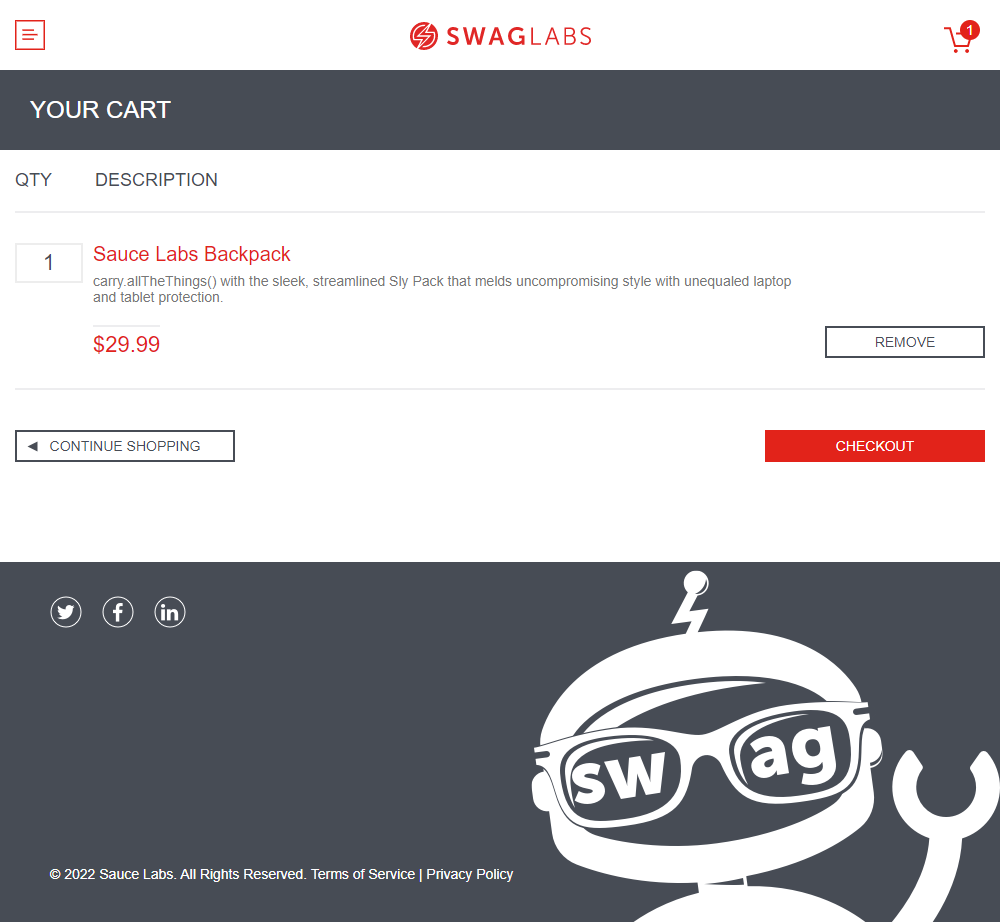 SWAGLABS
1
YOUR CART
QTY DESCRIPTION
1
Sauce Labs Backpack
carry.allTheThings() with the sleek, streamlined Sly Pack that melds uncompromising style with unequaled laptop
and tablet protection.
$29.99
REMOVE
CONTINUE SHOPPING
CHECKOUT
f
in
sw ag
© 2022 Sauce Labs. All Rights Reserved. Terms of Service | Privacy Policy